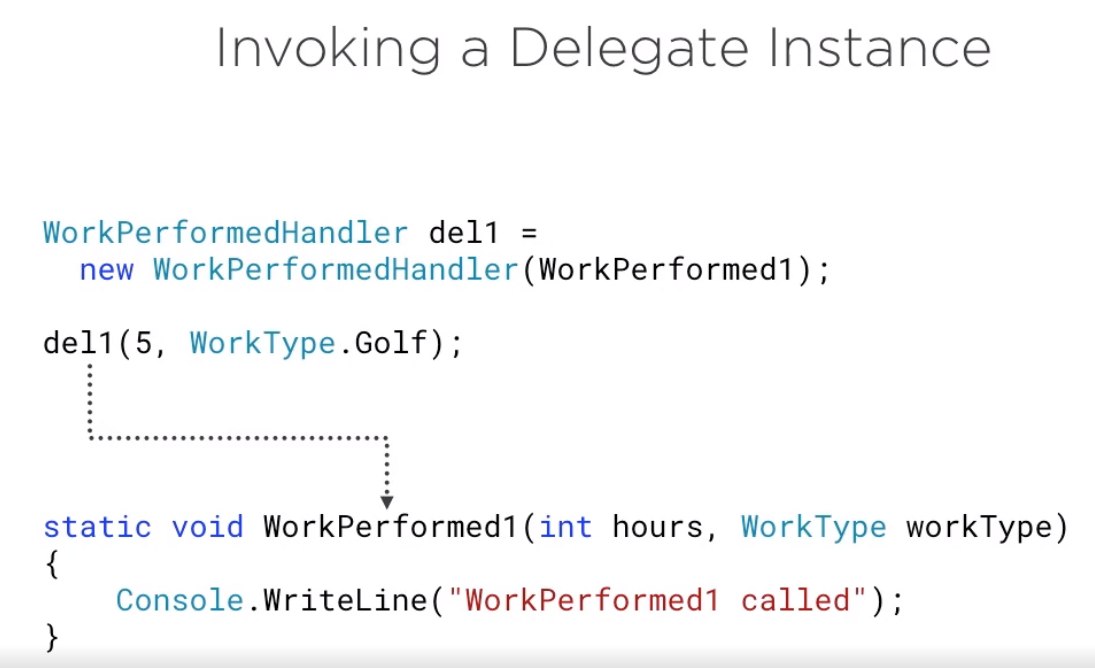 Invoking a Delegate Instance
WorkPerformedHandler del1 =
new WorkPerformedHandler(WorkPerformed1);
del1(5, WorkType.Golf);
static void WorkPerformed1(int hours, WorkType workType)
{
Console.WriteLine("WorkPerformed1 called");
}